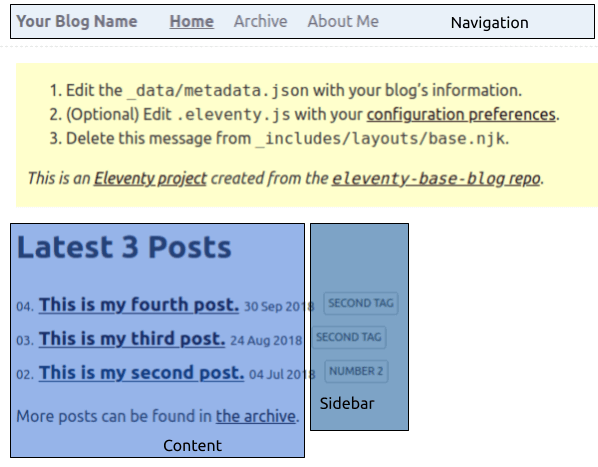 Your Blog Name Home Archive About Me Navigation
1. Edit the _data/metadata.json with your blog's information.
2. (Optional) Edit .eleventy.js with your configuration preferences.
3. Delete this message from _includes/layouts/base.njk.
This is an Eleventy project created from the eleventy-base-blog repo.
Latest 3 Posts
04. This is my fourth post. 30 Sep 2018 SECOND TAG
03. This is my third post. 24 Aug 2018 SECOND TAG
02. This is my second post. 04 Jul 2018 NUMBER 2
Sidebar
More posts can be found in the archive.
Content